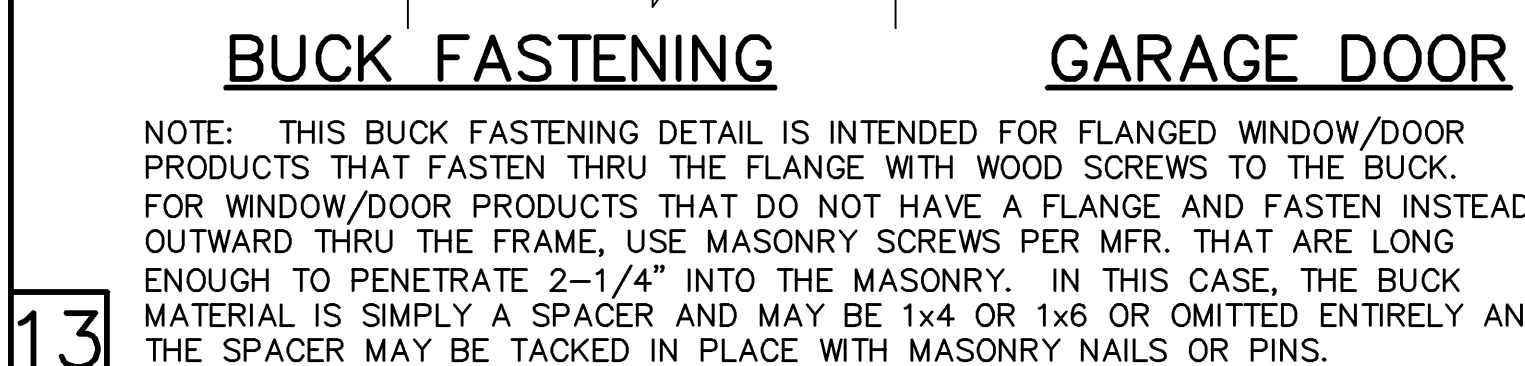 BUCK FASTENING
GARAGE DOOR
NOTE: THIS BUCK FASTENING DETAIL IS INTENDED FOR FLANGED WINDOW/DOOR
PRODUCTS THAT FASTEN THRU THE FLANGE WITH WOOD SCREWS TO THE BUCK.
FOR WINDOW/DOOR PRODUCTS THAT DO NOT HAVE A FLANGE AND FASTEN INSTEAD
OUTWARD THRU THE FRAME, USE MASONRY SCREWS PER MFR. THAT ARE LONG
ENOUGH TO PENETRATE 2-1/4" INTO THE MASONRY. IN THIS CASE, THE BUCK
MATERIAL IS SIMPLY A SPACER AND MAY BE 1x4 OR 1x6 OR OMITTED ENTIRELY AN
THE SPACER MAY BE TACKED IN PLACE WITH MASONRY NAILS OR PINS.
13